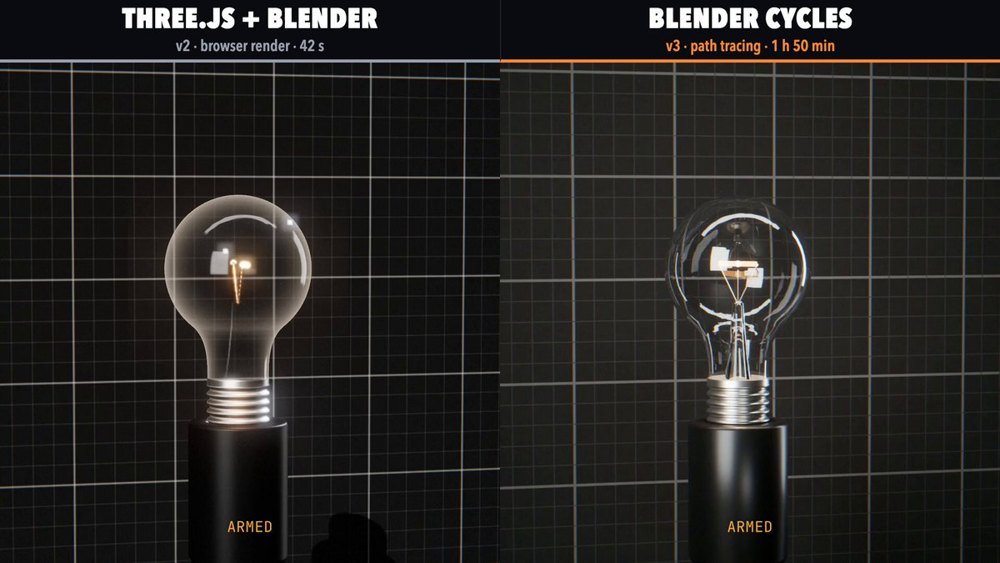 THREE.JS + BLENDER
v2 · browser render · 42 s
BLENDER CYCLES
v3 · path tracing · 1 h 50 min
ARMED
ARMED